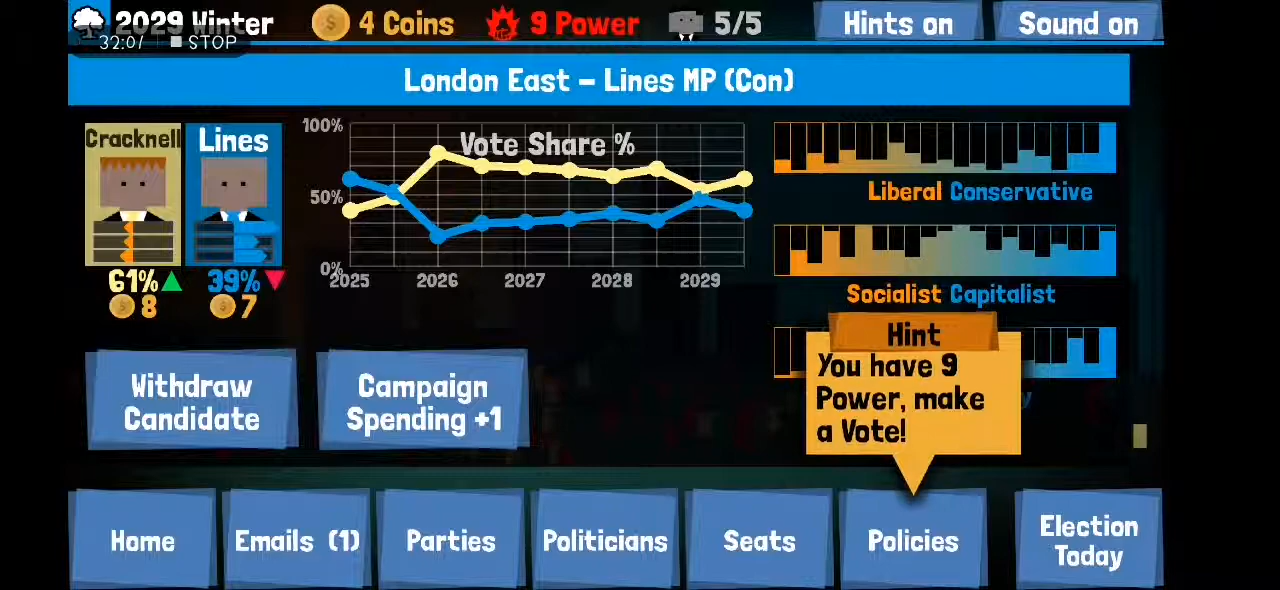 2029 Winter
4 Coins
9 Power
5/5
Hints on
Sound on
32:07
STOP
London East – Lines MP (Con)
Cracknell
Lines
100%
Vote Share %
50%
0%
2025
2026
2027
2028
2029
61%
39%
8
7
Liberal Conservative
Socialist Capitalist
Withdraw
Candidate
Campaign
Spending +1
Hint
You have 9
Power, make
a Vote!
Home
Emails (1)
Parties
Politicians
Seats
Policies
Election
Today